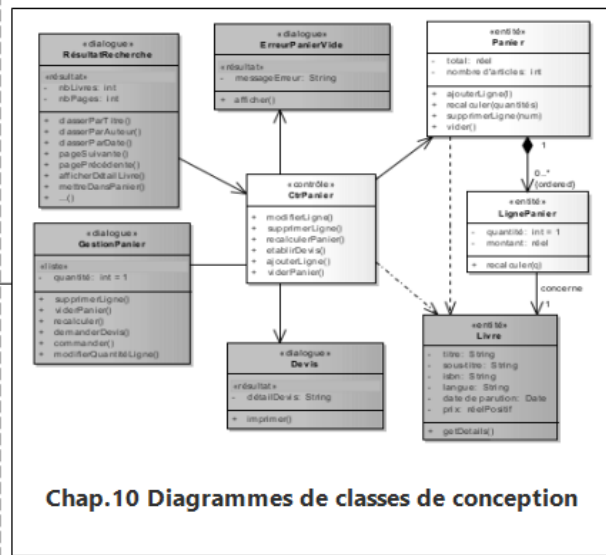 «dialogue»
RésultatRecherche
«résultat»
- nbLivres: int
- nbPages: int
+ classerParTitre()
+ classerParAuteur()
+ classerParDate()
+ pageSuivante()
+ pagePrécédente()
+ afficherDétailLivre()
+ mettreDansPanier()
+ ...()
«dialogue»
ErreurPanierVide
«résultat»
- messageErreur: String
+ afficher()
«entité»
Panier
- total: réel
- nombre d'articles: int
+ ajouterLigne(l)
+ recalculer(quantités)
+ supprimerLigne(num)
+ vider()
1
0..*
(ordered)
«contrôle»
CtrPanier
+ modifierLigne()
+ supprimerLigne()
+ recalculerPanier()
+ etablirDevis()
+ ajouterLigne()
+ viderPanier()
«entité»
LignePanier
- quantité: int = 1
- montant: réel
+ recalculer(q)
concerne
1
«dialogue»
GestionPanier
«liste»
- quantité: int = 1
+ supprimerLigne()
+ viderPanier()
+ recalculer()
+ demanderDevis()
+ commander()
+ modifierQuantitéLigne()
«dialogue»
Devis
«résultat»
- détailDevis: String
+ imprimer()
«entité»
Livre
- titre: String
- sous-titre: String
- isbn: String
- langue: String
- date de parution: Date
- prix: réelPositif
+ getDetails()
Chap.10 Diagrammes de classes de conception